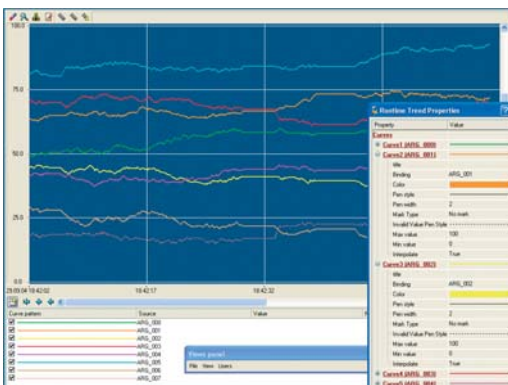 100.0
75.0
50.0
25.0
0.0
29.09.04 18:42:02
18:42:17
18:42:32
Curve pattern Source Value
ARG_000
ARG_001
ARG_002
ARG_003
ARG_004
ARG_005
ARG_006
ARG_007
Views panel
File View Users
Runtime Trend Properties
Property Value
Curves
Curve1 (ARG_000)
Curve2 (ARG_001)
title
Binding ARG_001
Color
Pen style
Pen width 2
Mark Type No mark
Invalid Value Pen Style
Max value 100
Min value 0
Interpolate True
Curve3 (ARG_002)
title
Binding ARG_002
Color
Pen style
Pen width 2
Mark Type No mark
Invalid Value Pen Style
Max value 100
Min value 0
Interpolate True
Curve4 (ARG_003)
Curve5 (ARG_004)